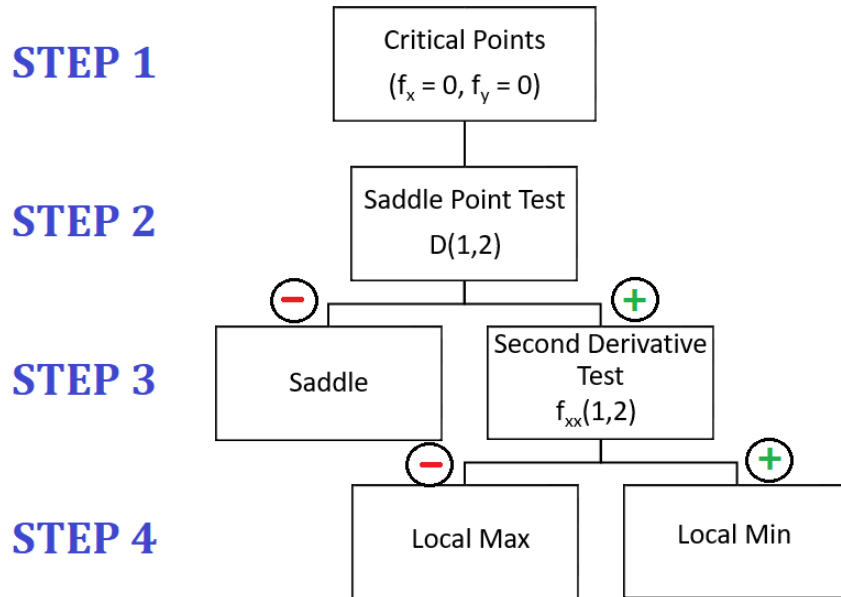 STEP 1
Critical Points
(fₓ = 0, fᵧ = 0)
STEP 2
Saddle Point Test
D(1,2)
−
+
STEP 3
Saddle
Second Derivative
Test
fₓₓ(1,2)
−
+
STEP 4
Local Max
Local Min